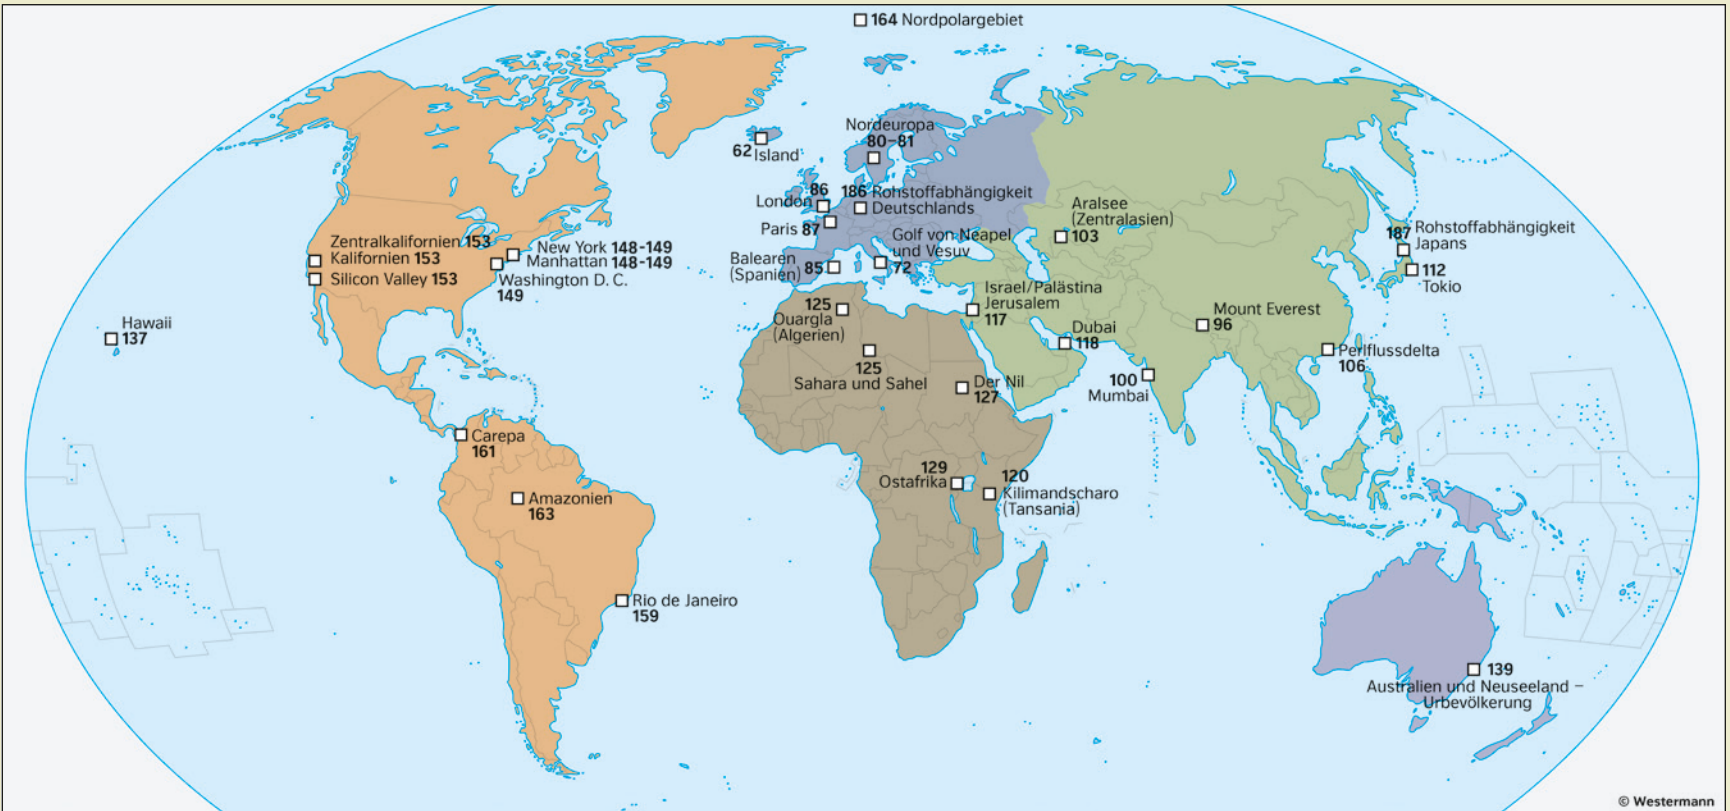 164 Nordpolargebiet
Nordeuropa
80–81
62 Island
86
London
186 Rohstoffabhängigkeit
Deutschlands
Paris 87
Golf von Neapel
und Vesuv
72
Balearen
(Spanien) 85
Aralsee
(Zentralasien)
103
Rohstoffabhängigkeit
187 Japans
112
Tokio
Zentralkalifornien 153
Kalifornien 153
Silicon Valley 153
New York 148-149
Manhattan 148-149
Washington D. C.
149
Hawaii
137
125
Ouargla
(Algerien)
125
Sahara und Sahel
Israel/Palästina
Jerusalem
117
Dubai
118
Der Nil
127
Mount Everest
96
Perlflussdelta
106
100
Mumbai
Carepa
161
Amazonien
163
Rio de Janeiro
159
129
Ostafrika
120
Kilimandscharo
(Tansania)
139
Australien und Neuseeland –
Urbevölkerung
© Westermann